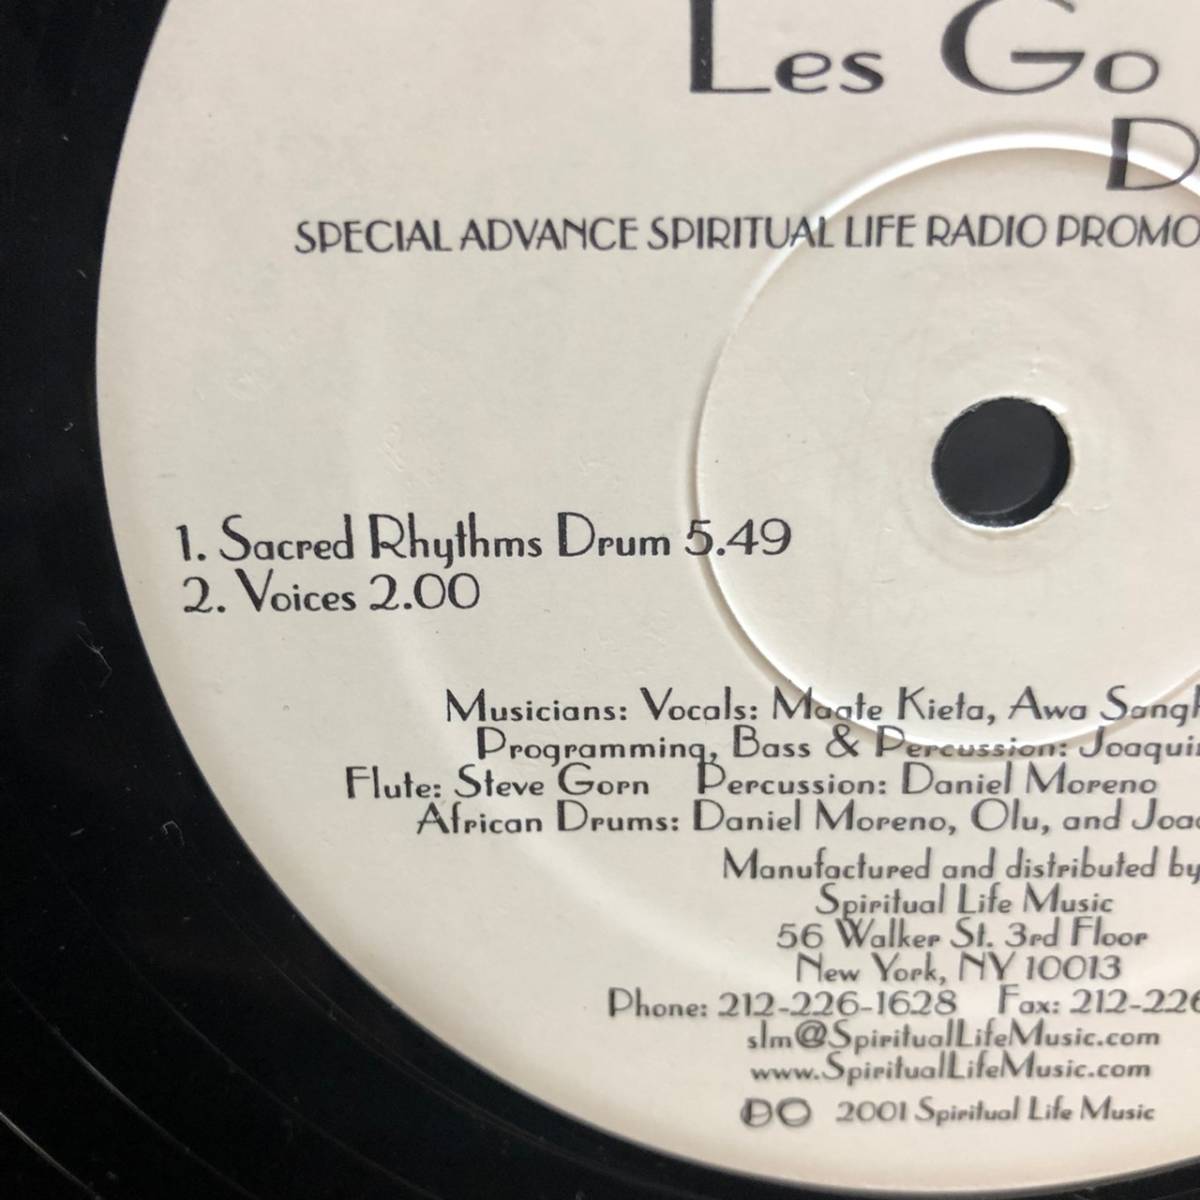 Les Go
SPECIAL ADVANCE SPIRITUAL LIFE RADIO PROMO
1. Sacred Rhythms Drum 5.49
2. Voices 2.00
Musicians: Vocals: Maate Kieta, Awa
Programming, Bass & Percussion:
Flute: Steve Gorn Percussion: Daniel Moreno
African Drums: Daniel Moreno, Olu, and
Manufactured and distributed by
Spiritual Life Music
56 Walker St. 3rd Floor
New York, NY 10013
Phone: 212-226-1628 Fax: 212-226
slm@SpiritualLifeMusic.com
www.SpiritualLifeMusic.com
2001 Spiritual Life Music